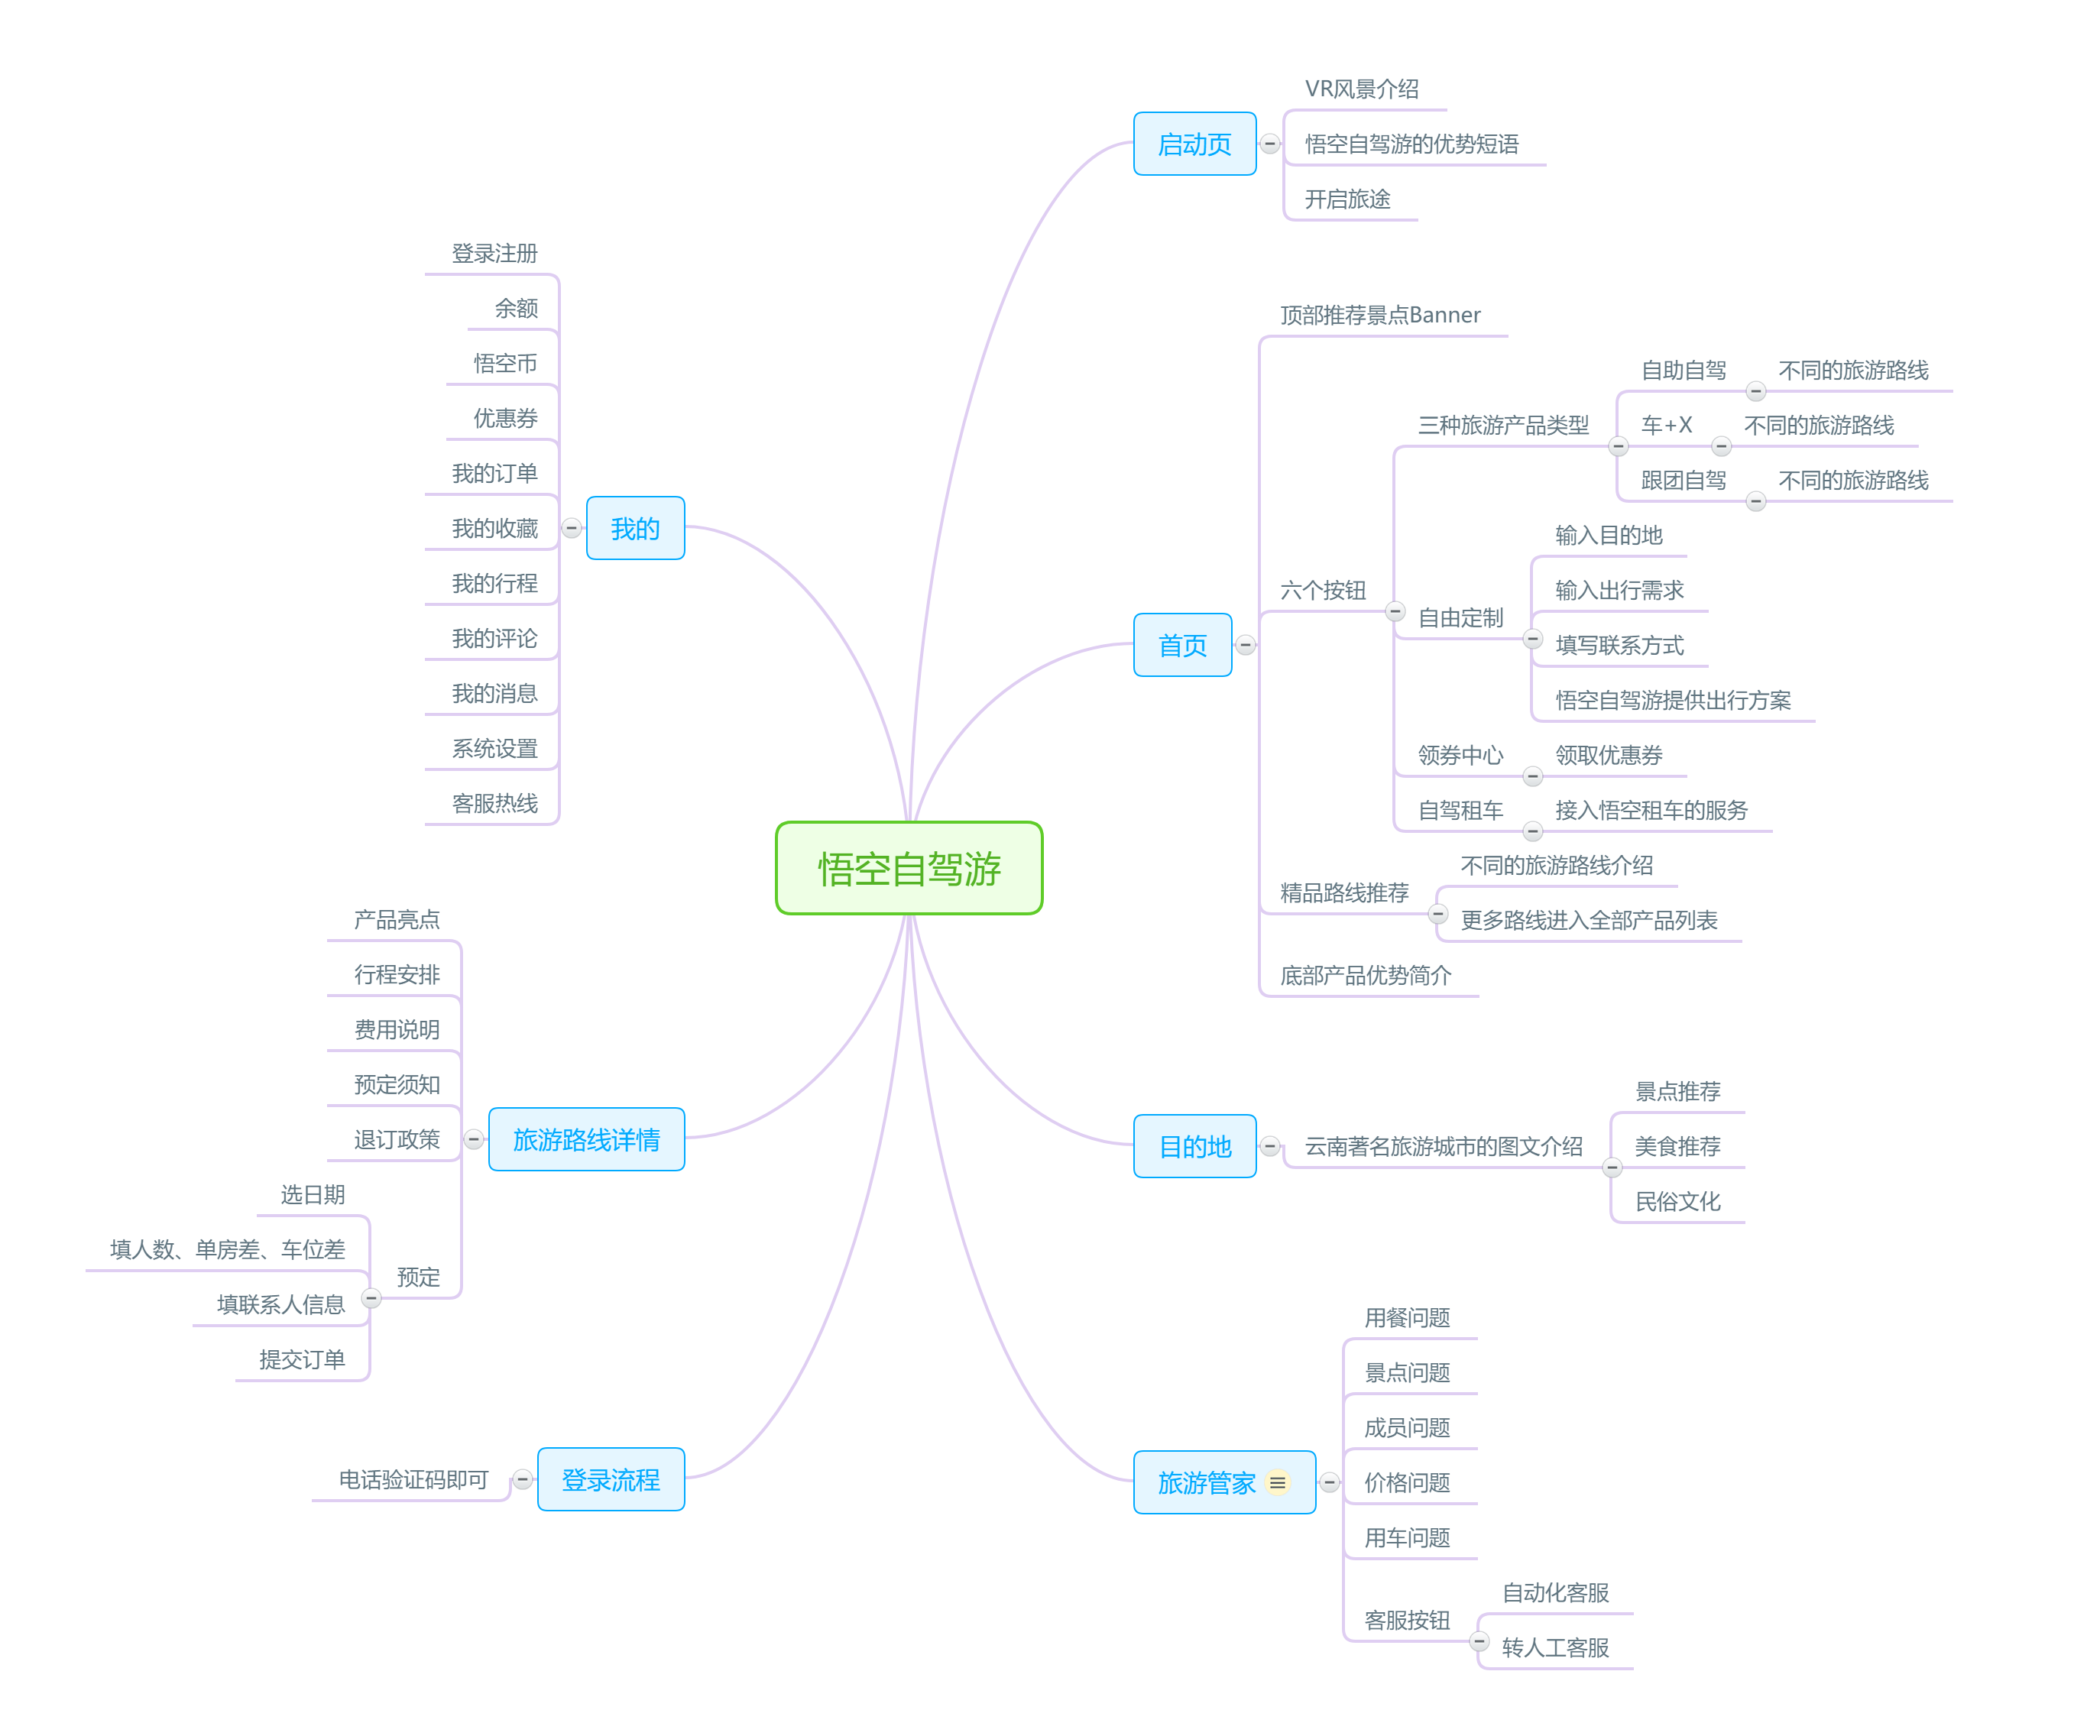 悟空自驾游
启动页
VR风景介绍
悟空自驾游的优势短语
开启旅途
首页
顶部推荐景点Banner
六个按钮
三种旅游产品类型
自助自驾
不同的旅游路线
车+X
不同的旅游路线
跟团自驾
不同的旅游路线
自由定制
输入目的地
输入出行需求
填写联系方式
悟空自驾游提供出行方案
领券中心
领取优惠券
自驾租车
接入悟空租车的服务
精品路线推荐
不同的旅游路线介绍
更多路线进入全部产品列表
底部产品优势简介
目的地
云南著名旅游城市的图文介绍
景点推荐
美食推荐
民俗文化
旅游管家
用餐问题
景点问题
成员问题
价格问题
用车问题
客服按钮
自动化客服
转人工客服
我的
登录注册
余额
悟空币
优惠券
我的订单
我的收藏
我的行程
我的评论
我的消息
系统设置
客服热线
旅游路线详情
产品亮点
行程安排
费用说明
预定须知
退订政策
预定
选日期
填人数、单房差、车位差
填联系人信息
提交订单
登录流程
电话验证码即可